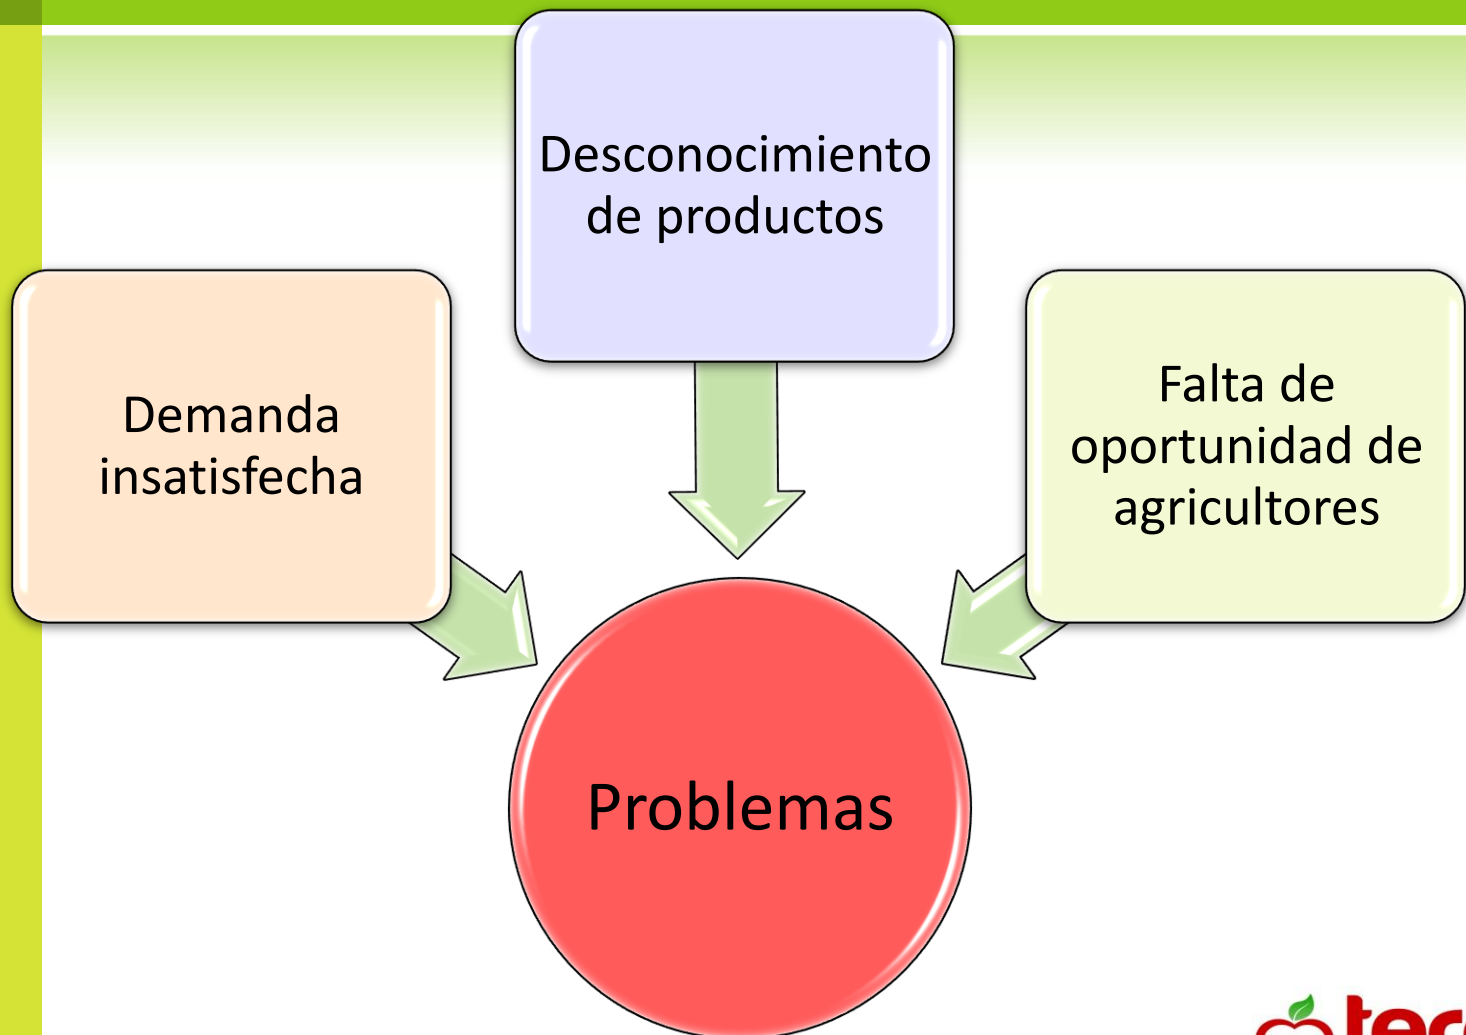 Desconocimiento
de productos
Demanda
insatisfecha
Falta de
oportunidad de
agricultores
Problemas